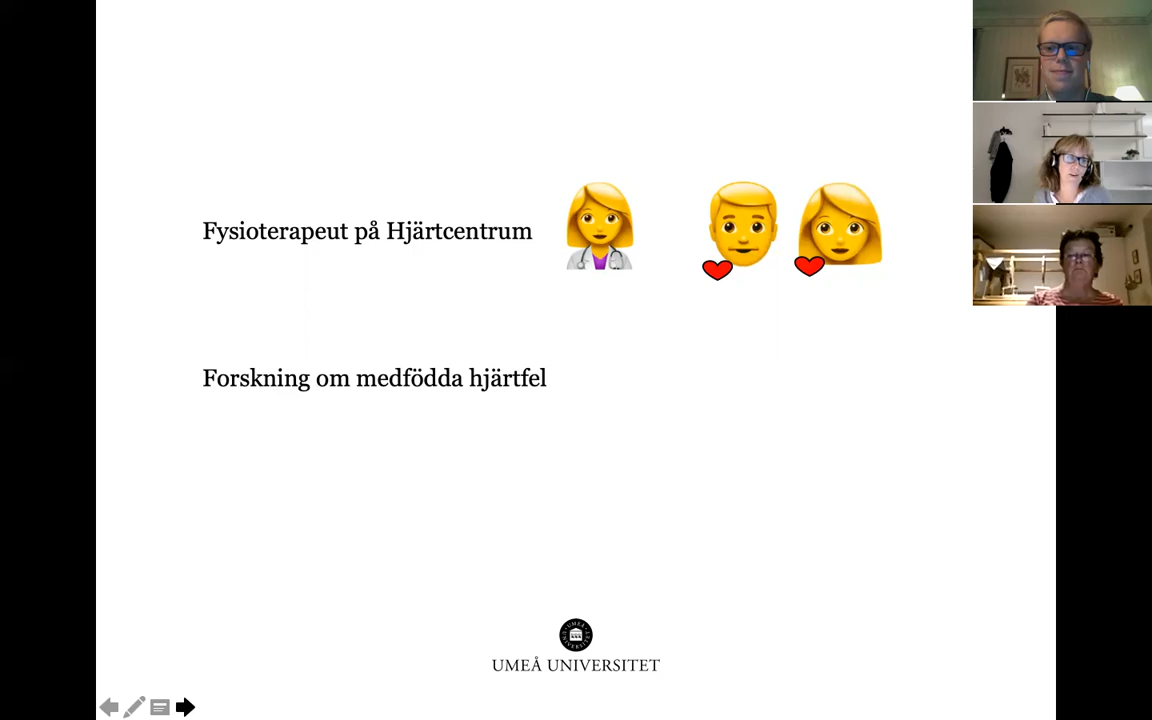 Fysioterapeut på Hjärtcentrum
Forskning om medfödda hjärtfel
UMEÅ UNIVERSITET